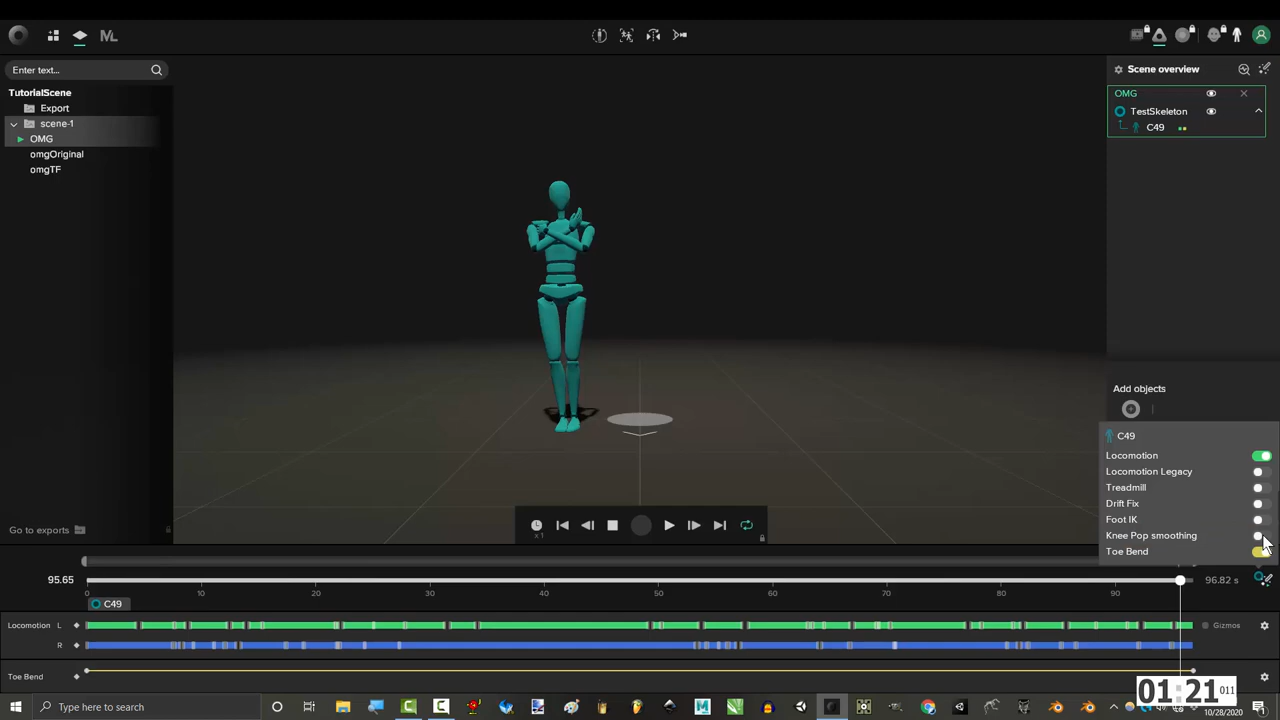 ML
Enter text...
TutorialScene
Export
scene-1
OMG
omgOriginal
omgTF
Go to exports
Scene overview
OMG
TestSkeleton
C49
Add objects
C49
Locomotion
Locomotion Legacy
Treadmill
Drift Fix
Foot IK
Knee Pop smoothing
Toe Bend
x1
95.65
96.82 s
0 10 20 30 40 50 60 70 80 90
C49
Locomotion L
Gizmos
R
Toe Bend
01:21 011
Type here to search
10/28/2020